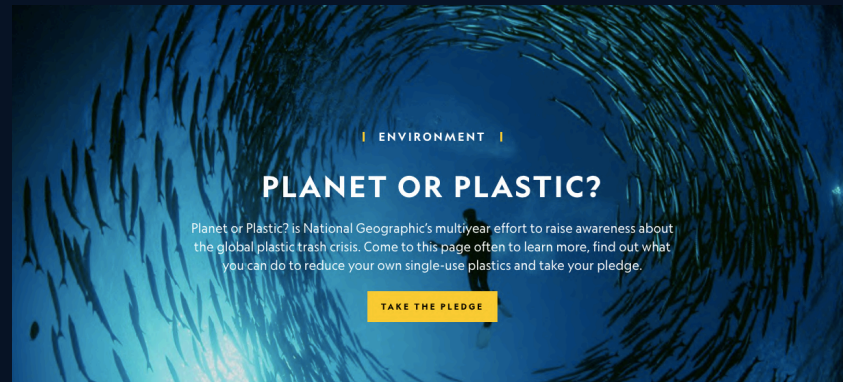 ENVIRONMENT
PLANET OR PLASTIC?
Planet or Plastic? is National Geographic's multiyear effort to raise awareness about
the global plastic trash crisis. Come to this page often to learn more, find out what
you can do to reduce your own single-use plastics and take your pledge.
TAKE THE PLEDGE